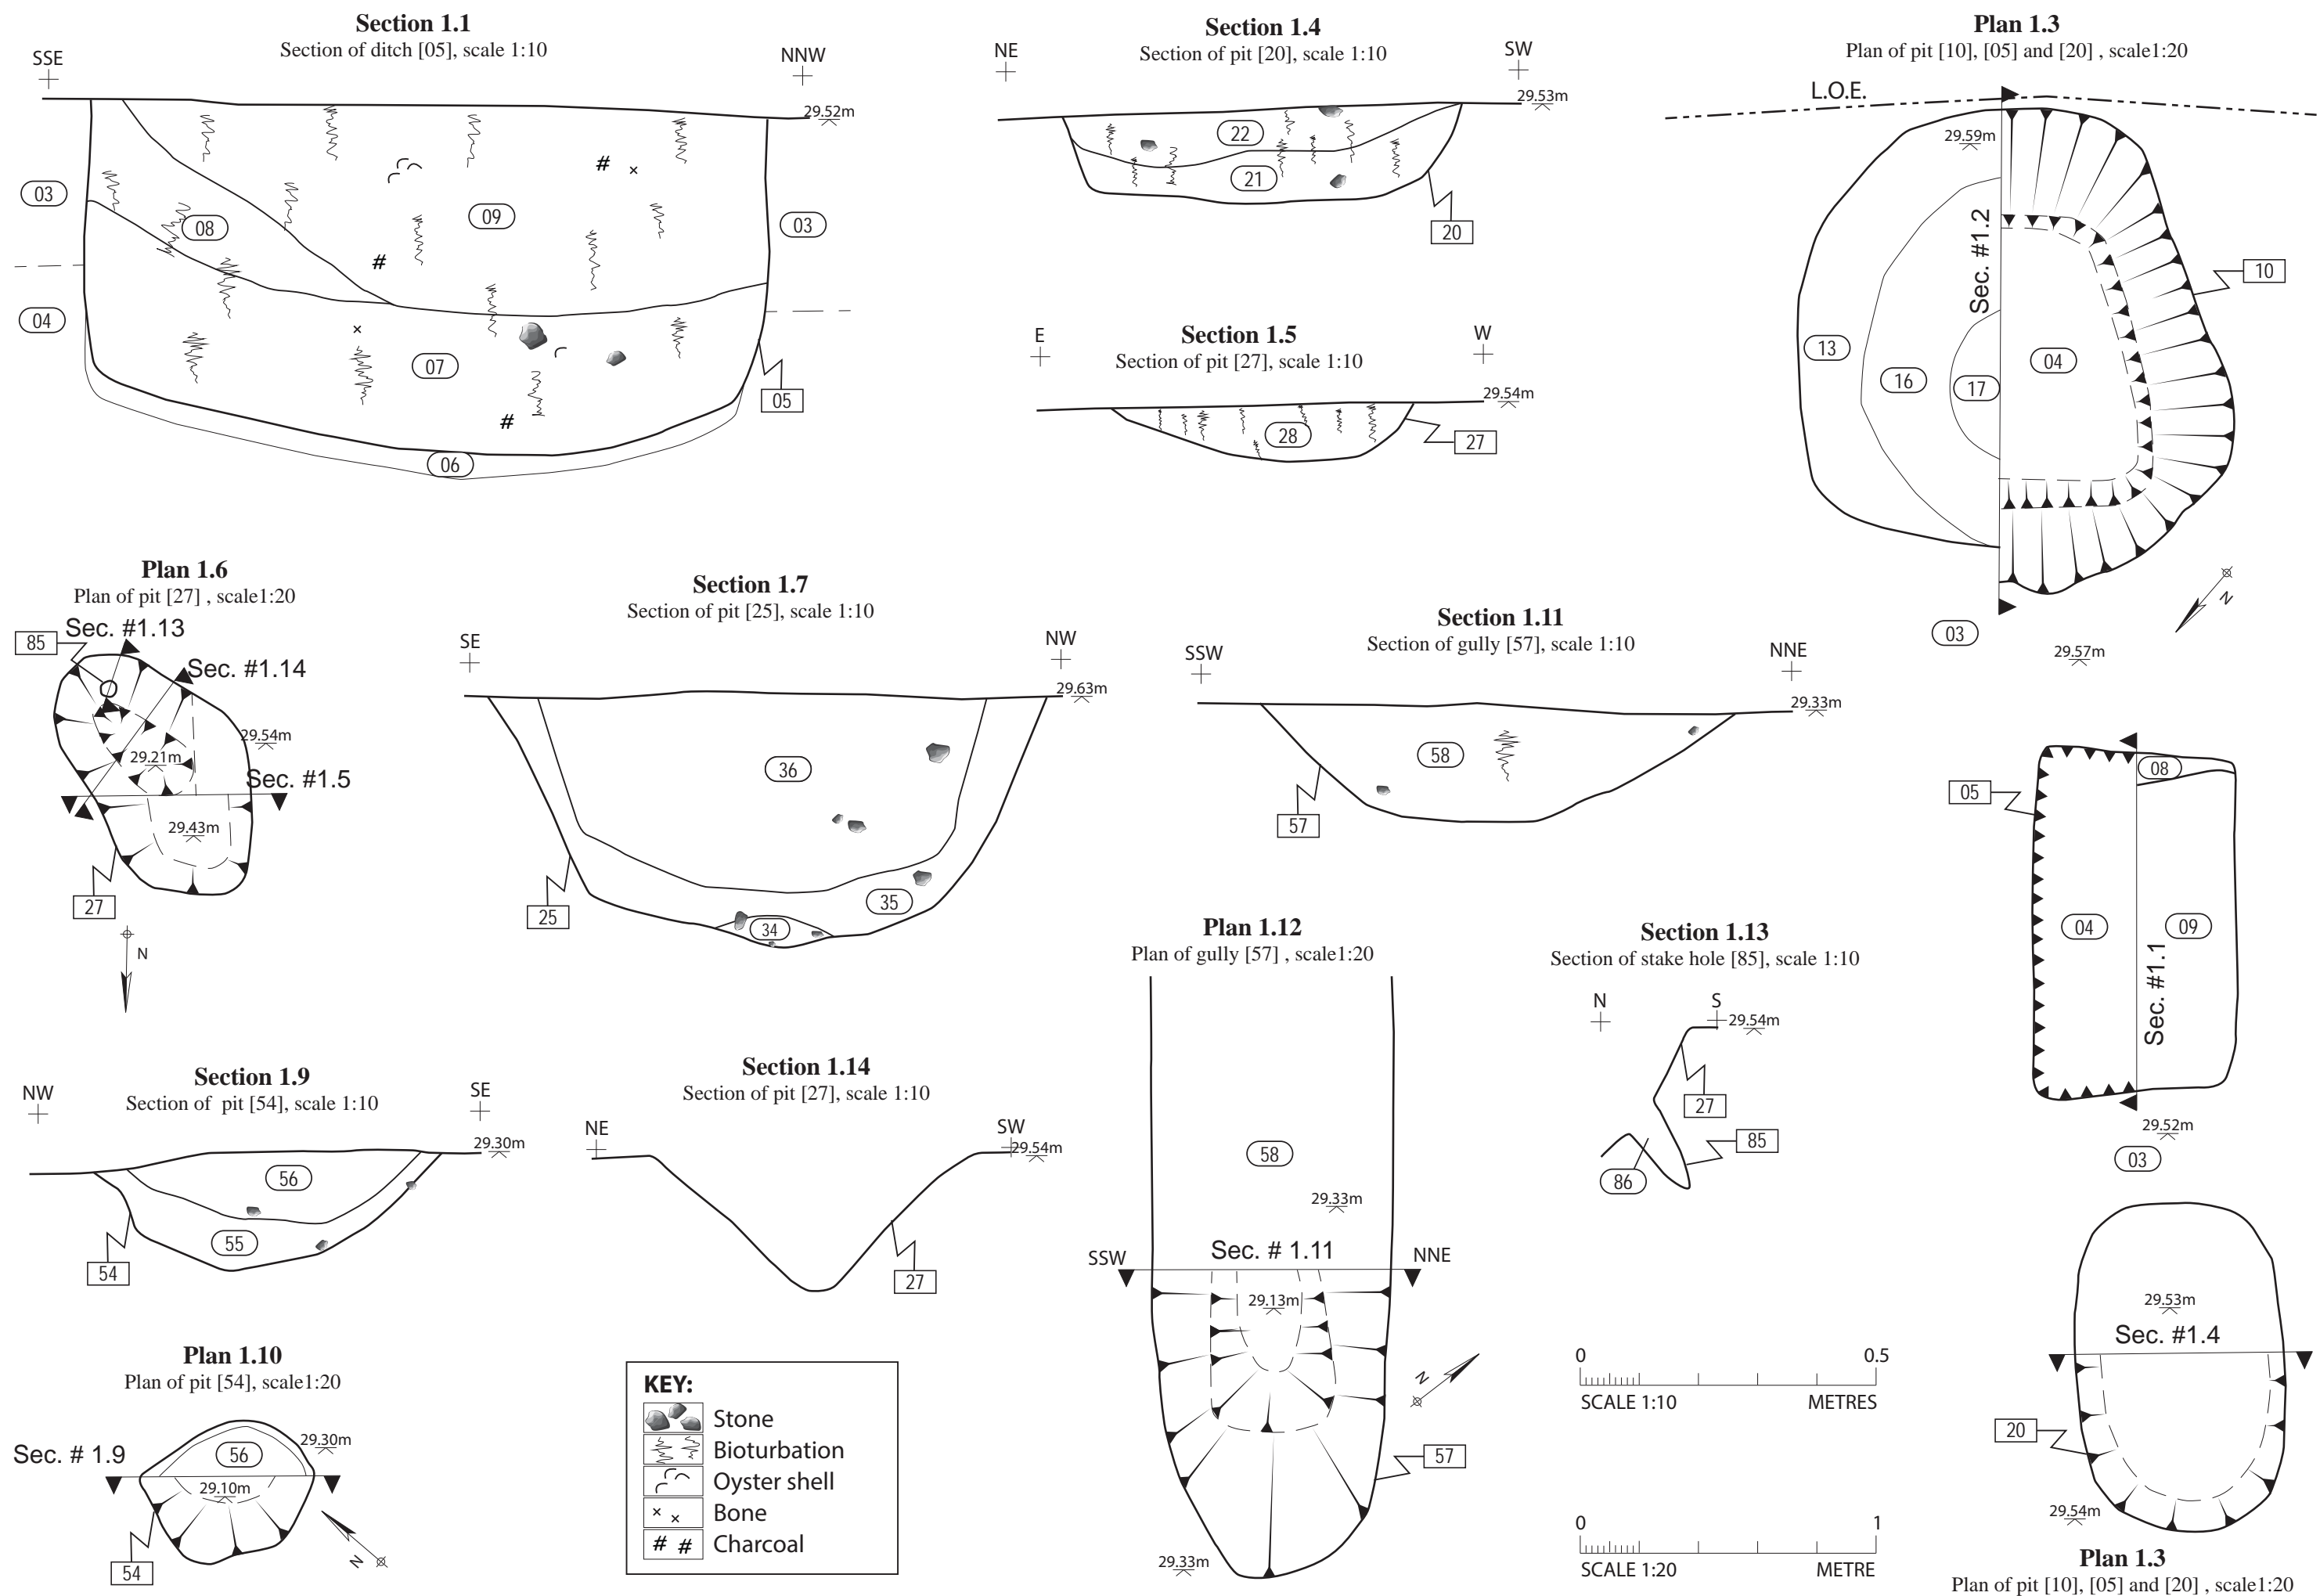 Section 1.1
Section of ditch [05], scale 1:10
SSE
NNW
29.52m
03
08
09
03
04
07
05
06
Section 1.4
Section of pit [20], scale 1:10
NE
SW
29.53m
22
21
20
Section 1.5
Section of pit [27], scale 1:10
E
W
29.54m
28
27
Plan 1.3
Plan of pit [10], [05] and [20] , scale1:20
L.O.E.
29.59m
Sec. #1.2
10
13
16
17
04
N
03
29.57m
Plan 1.6
Plan of pit [27] , scale1:20
85
Sec. #1.13
Sec. #1.14
29.54m
29.21m
Sec. #1.5
29.43m
27
N
Section 1.7
Section of pit [25], scale 1:10
SE
NW
29.63m
36
35
34
25
Section 1.11
Section of gully [57], scale 1:10
SSW
NNE
29.33m
58
57
08
05
04
09
Sec. #1.1
29.52m
03
Section 1.9
Section of pit [54], scale 1:10
NW
SE
29.30m
56
55
54
Section 1.14
Section of pit [27], scale 1:10
NE
SW
29.54m
27
Plan 1.12
Plan of gully [57] , scale1:20
58
29.33m
SSW
Sec. # 1.11
NNE
29.13m
N
57
29.33m
Section 1.13
Section of stake hole [85], scale 1:10
N
S
29.54m
27
85
86
Plan 1.10
Plan of pit [54], scale1:20
Sec. # 1.9
56
29.30m
29.10m
54
N
KEY:
Stone
Bioturbation
Oyster shell
Bone
Charcoal
0
0.5
SCALE 1:10
METRES
0
1
SCALE 1:20
METRE
29.53m
Sec. #1.4
20
29.54m
Plan 1.3
Plan of pit [10], [05] and [20] , scale1:20